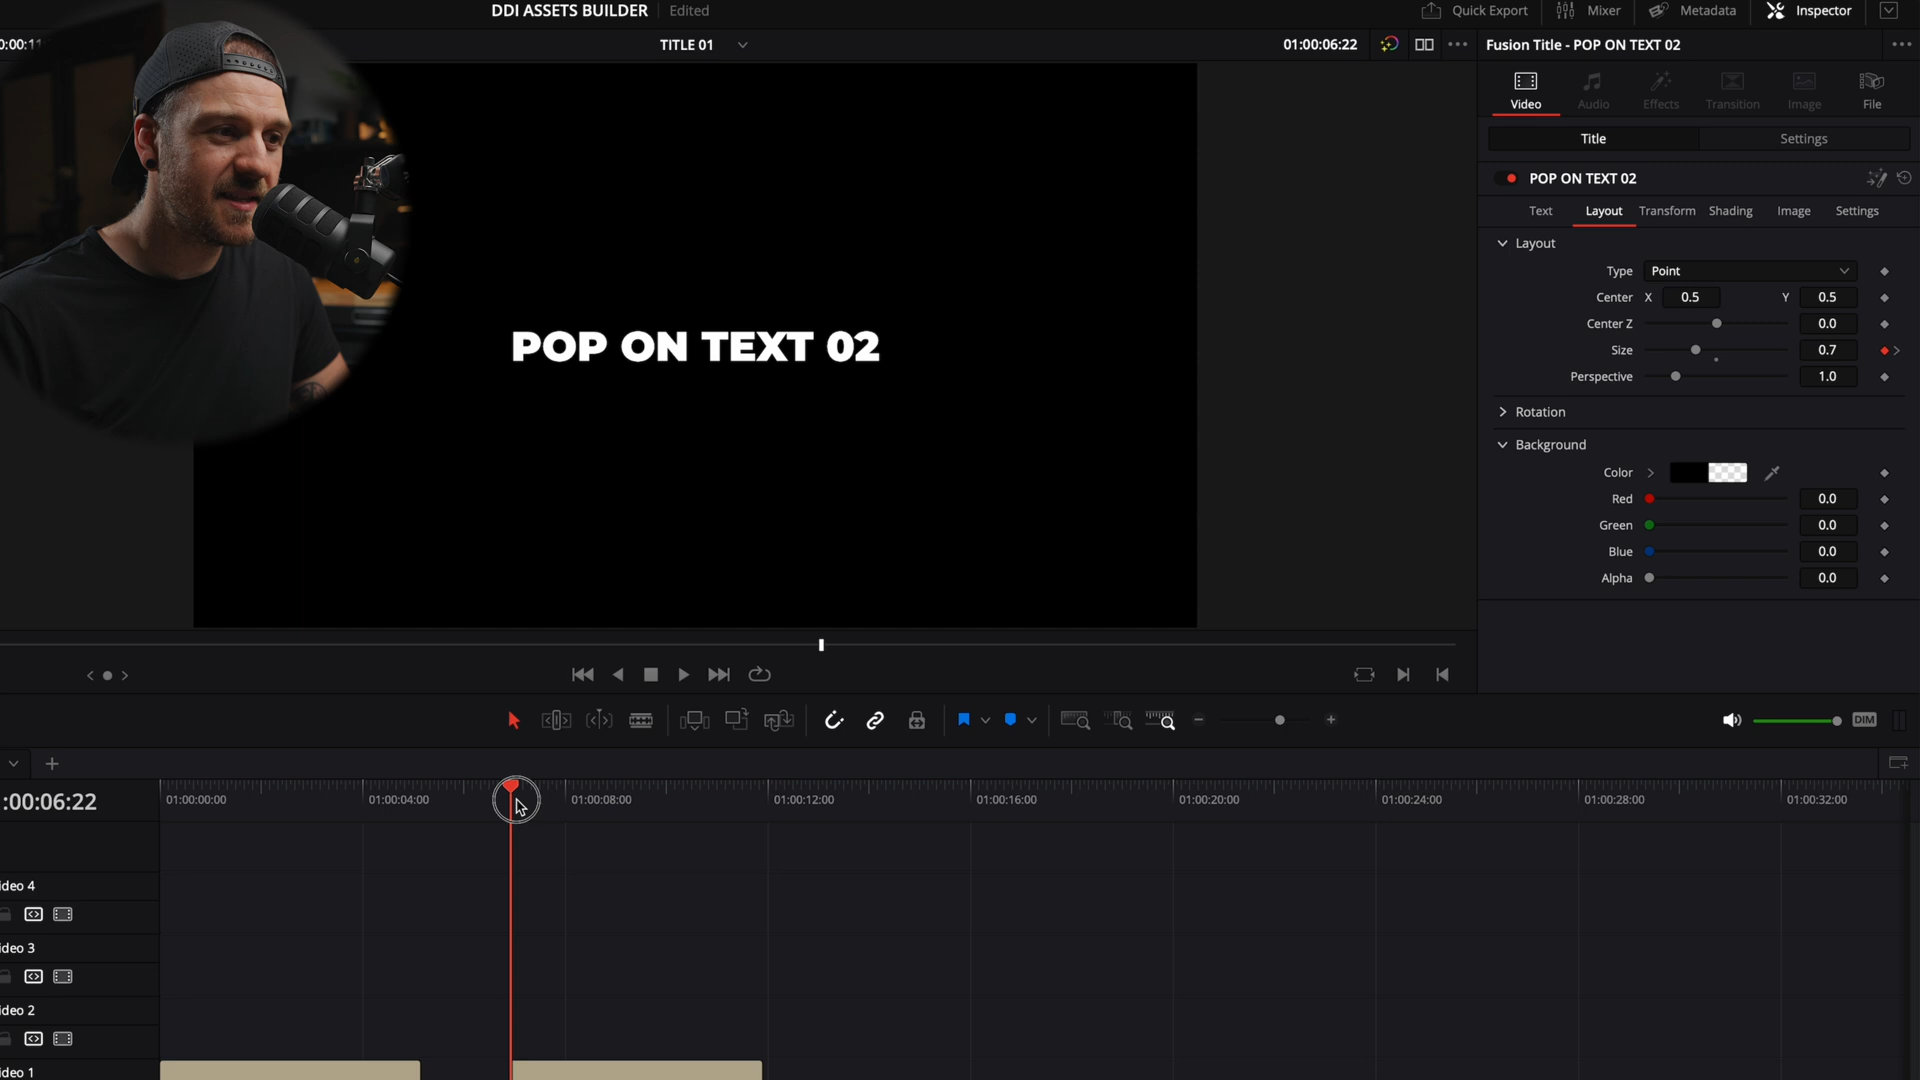 DDI ASSETS BUILDER Edited
Quick Export Mixer Metadata Inspector
0:00:11
TITLE 01
01:00:06:22
Fusion Title - POP ON TEXT 02
Video Audio Effects Transition Image File
Title Settings
POP ON TEXT 02
Text Layout Transform Shading Image Settings
Layout
Type Point
Center X 0.5 Y 0.5
Center Z 0.0
Size 0.7
Perspective 1.0
Rotation
Background
Color
Red 0.0
Green 0.0
Blue 0.0
Alpha 0.0
POP ON TEXT 02
DIM
:00:06:22
01:00:00:00 01:00:04:00 01:00:08:00 01:00:12:00 01:00:16:00 01:00:20:00 01:00:24:00 01:00:28:00 01:00:32:00
ideo 4
ideo 3
ideo 2
ideo 1